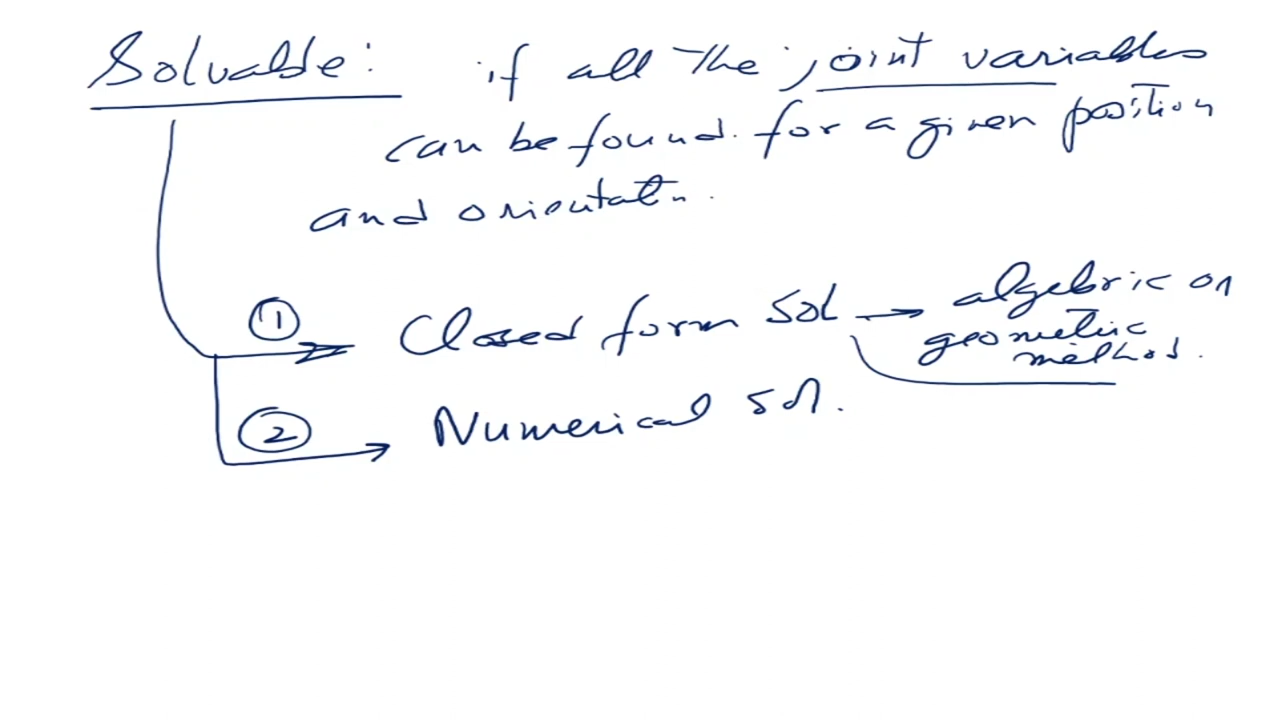 Solvable: if all the joint variables
can be found. for a given position
and orientatn.
① Closed form Sol → algebric or
geometric
method.
② Numerical sol.